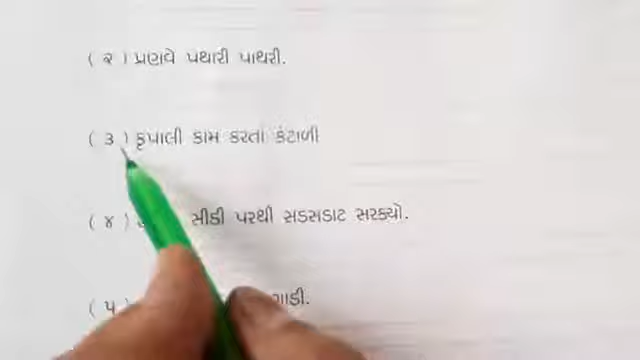 ( ૨ ) પ્રણવે પથારી પાથરી.
( ૩ ) કૃપાલી કામ કરતા કંટાળી
( ૪ ) સીડી પરથી સડસડાટ સરક્યો.
( ૫ ગાડી.